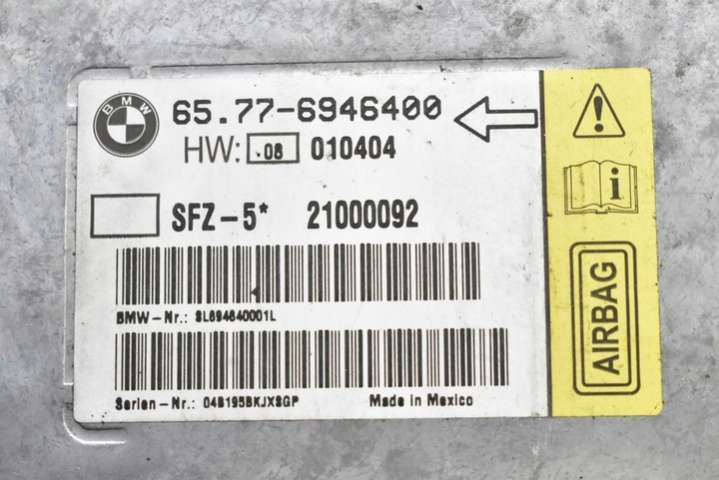 BMW
65.77-6946400
HW: .08 010404
SFZ-5* 21000092
BMW-Nr.: SL694640001L
Serien-Nr.: 04B195BKJXSGP Made in Mexico
i
AIRBAG